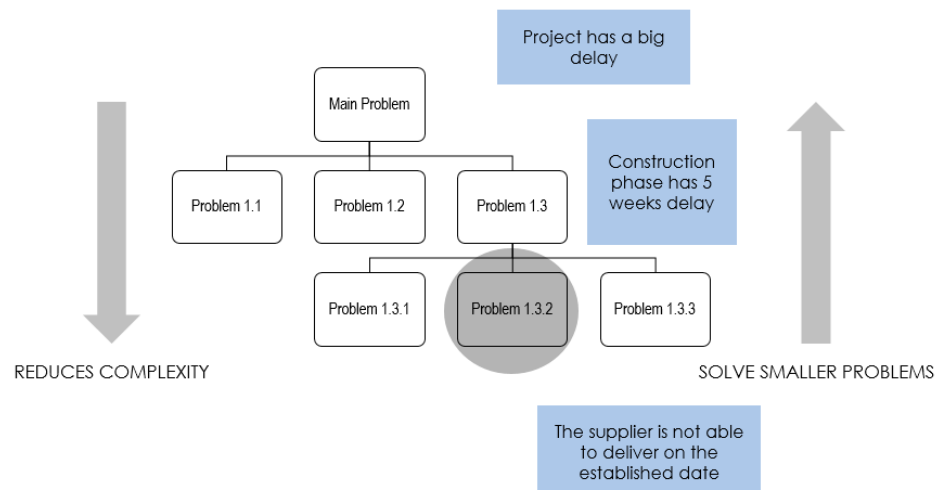 Project has a big
delay
Main Problem
Construction
phase has 5
weeks delay
Problem 1.1
Problem 1.2
Problem 1.3
Problem 1.3.1
Problem 1.3.2
Problem 1.3.3
REDUCES COMPLEXITY
SOLVE SMALLER PROBLEMS
The supplier is not able
to deliver on the
established date